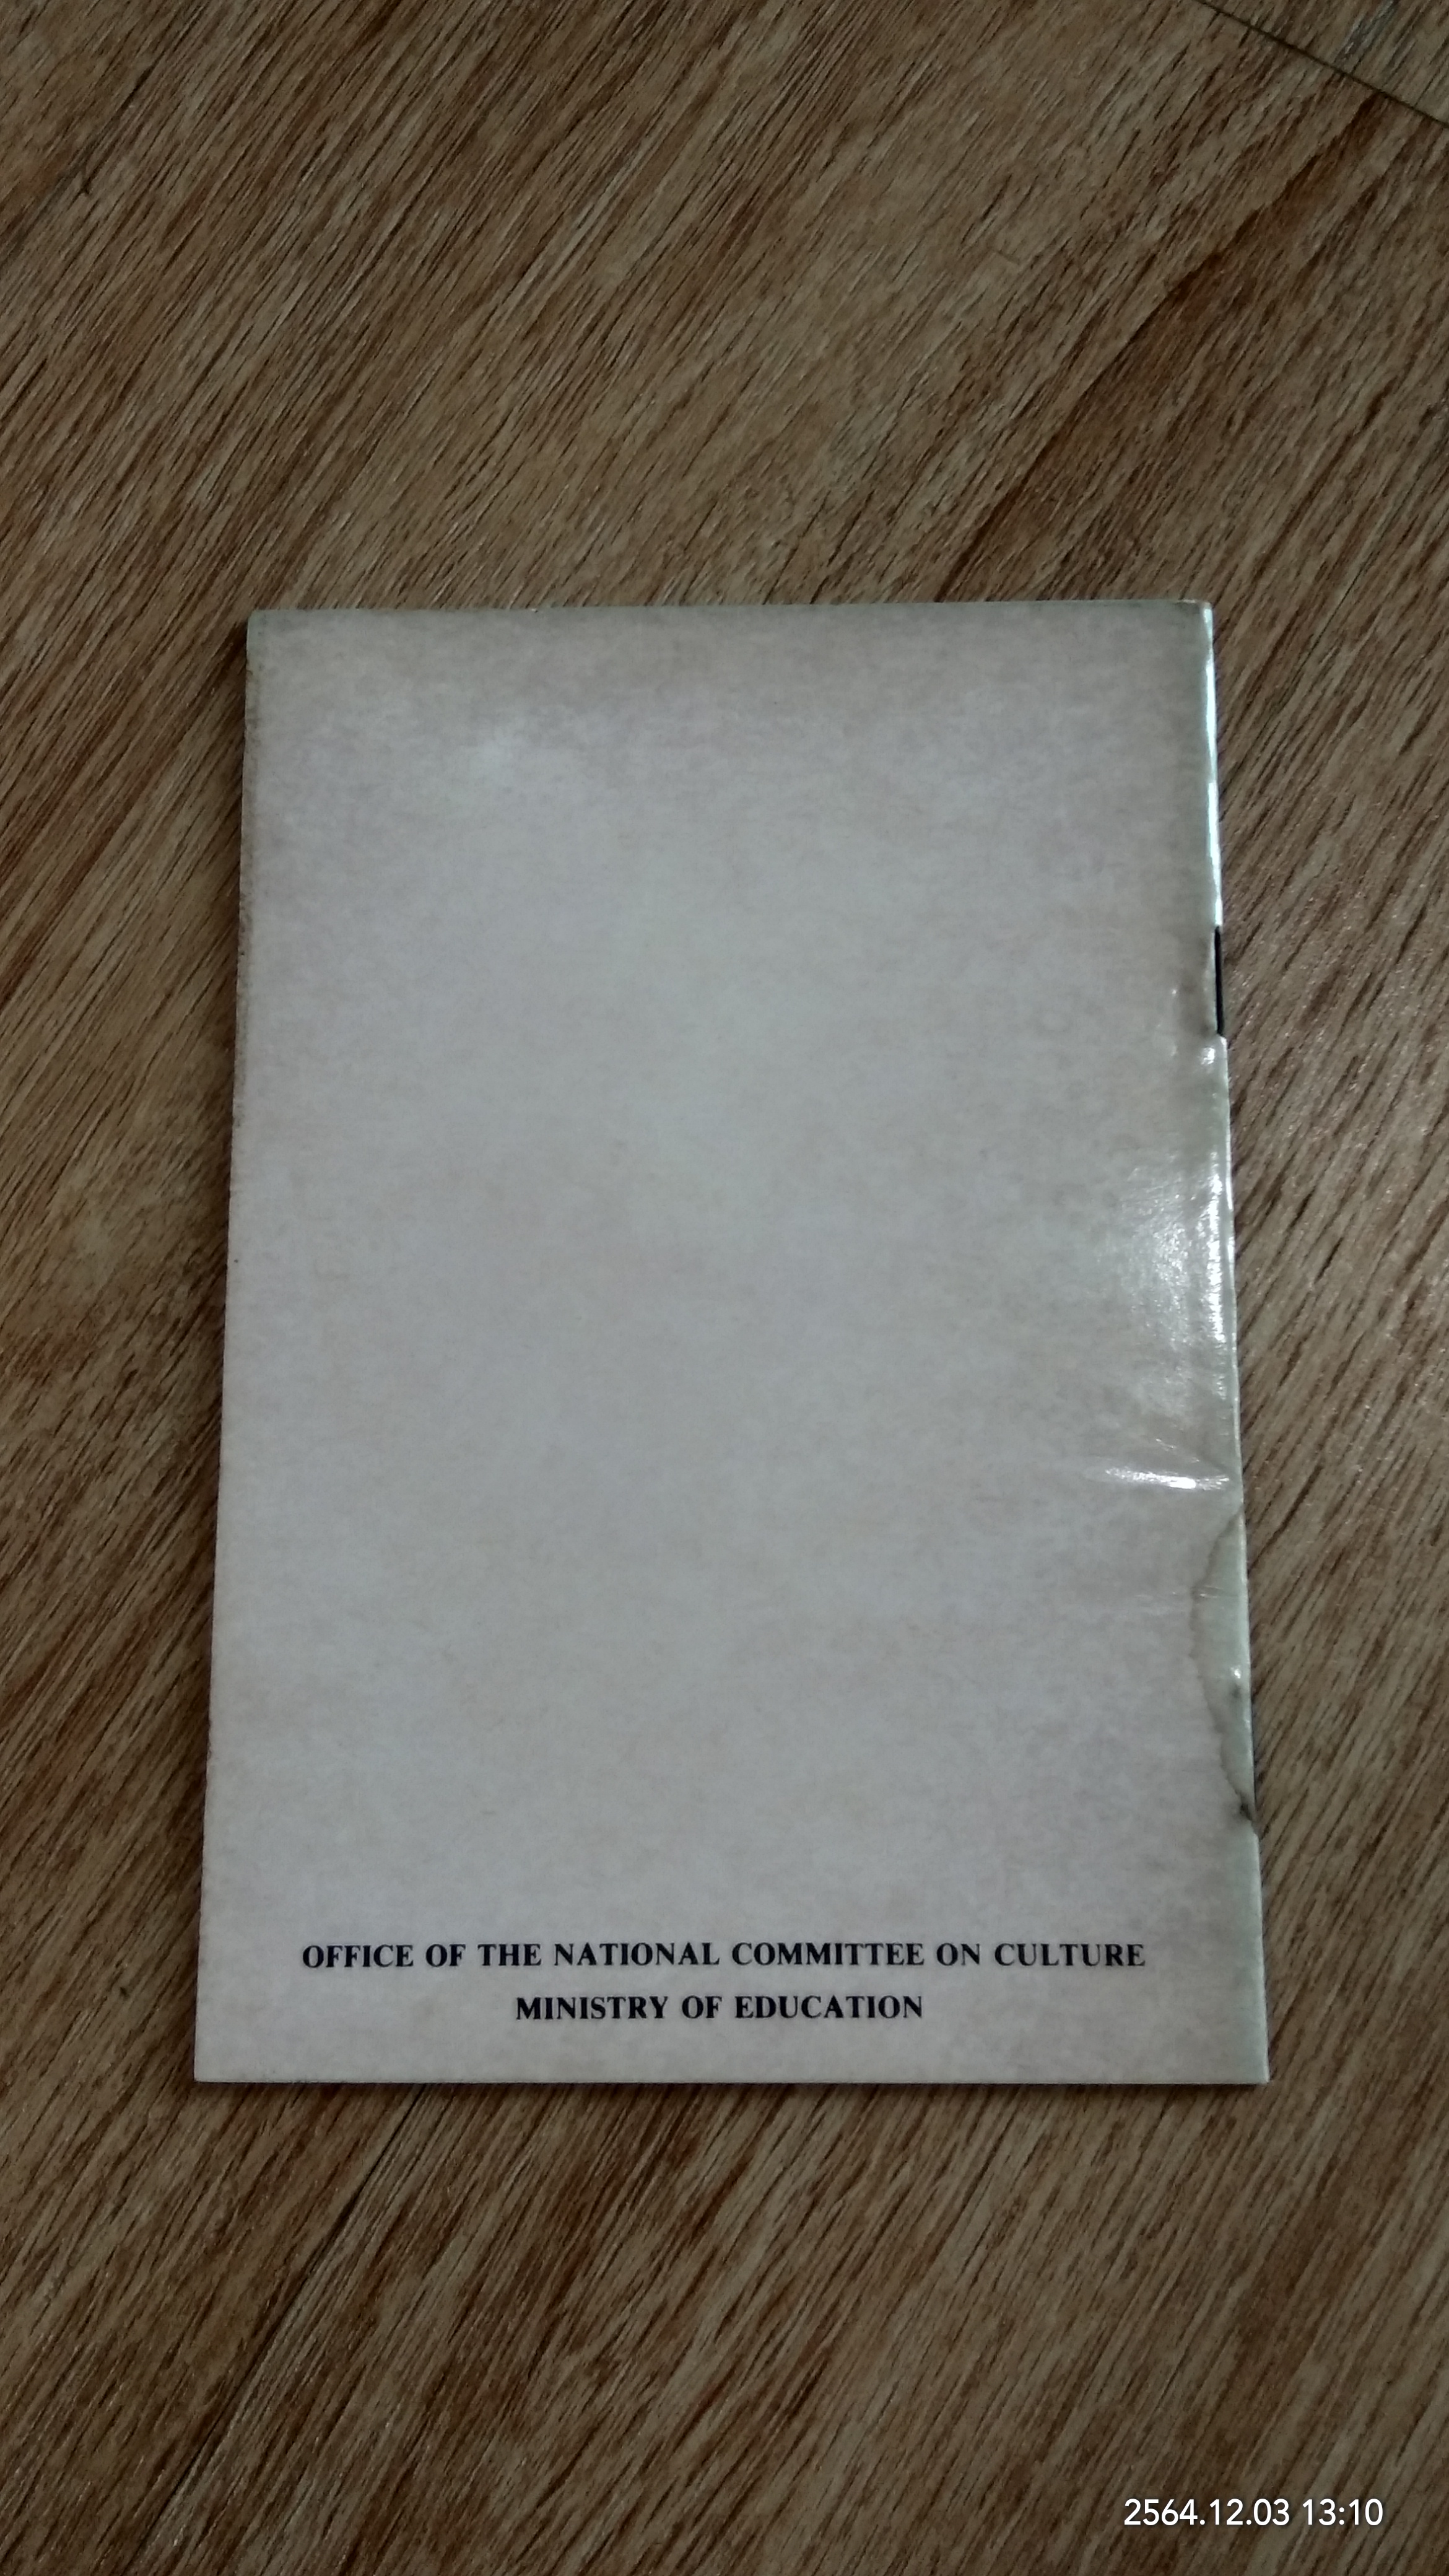 OFFICE OF THE NATIONAL COMMITTEE ON CULTURE
MINISTRY OF EDUCATION
2564.12.03 13:10